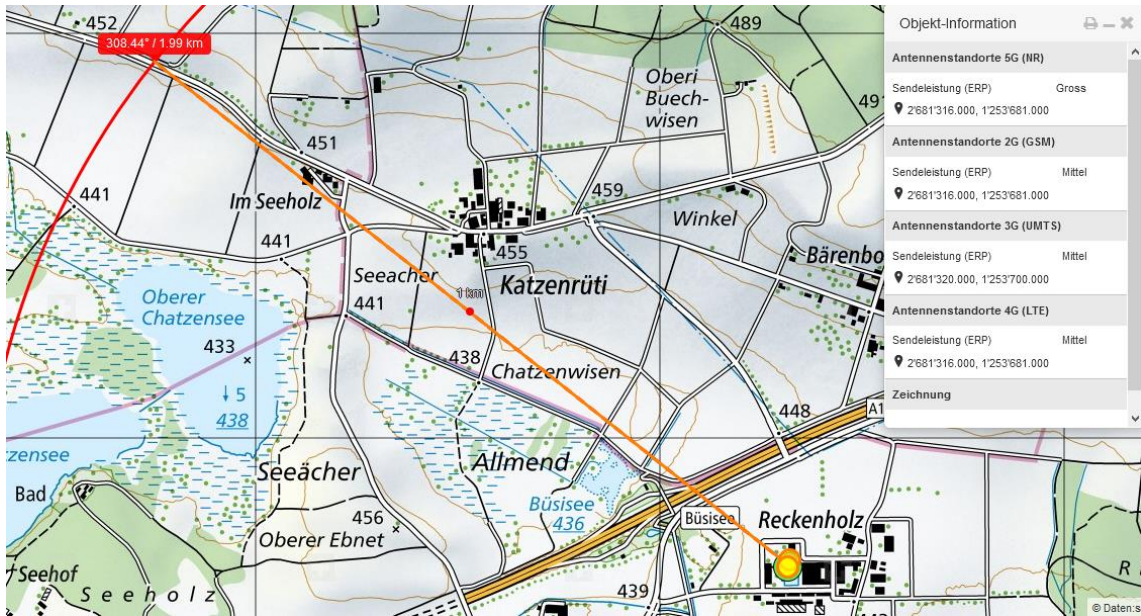 452
308.44° / 1.99 km
489
Oberi
Buech-
wisen
49
451
Im Seeholz
441
459
Winkel
441
455
Bärenbo
Seeacher
Katzenrüti
441
1 km
Oberer
Chatzensee
433
438
Chatzenwisen
↓ 5
438
448
A1
zensee
Seeächer
Allmend
Bad
Büsisee
436
Büsisee
Reckenholz
456
Oberer Ebnet
Seehof
Seeholz
439
R
Objekt-Information
Antennenstandorte 5G (NR)
Sendeleistung (ERP) Gross
2'681'316.000, 1'253'681.000
Antennenstandorte 2G (GSM)
Sendeleistung (ERP) Mittel
2'681'316.000, 1'253'681.000
Antennenstandorte 3G (UMTS)
Sendeleistung (ERP) Mittel
2'681'320.000, 1'253'700.000
Antennenstandorte 4G (LTE)
Sendeleistung (ERP) Mittel
2'681'316.000, 1'253'681.000
Zeichnung
© Daten:s